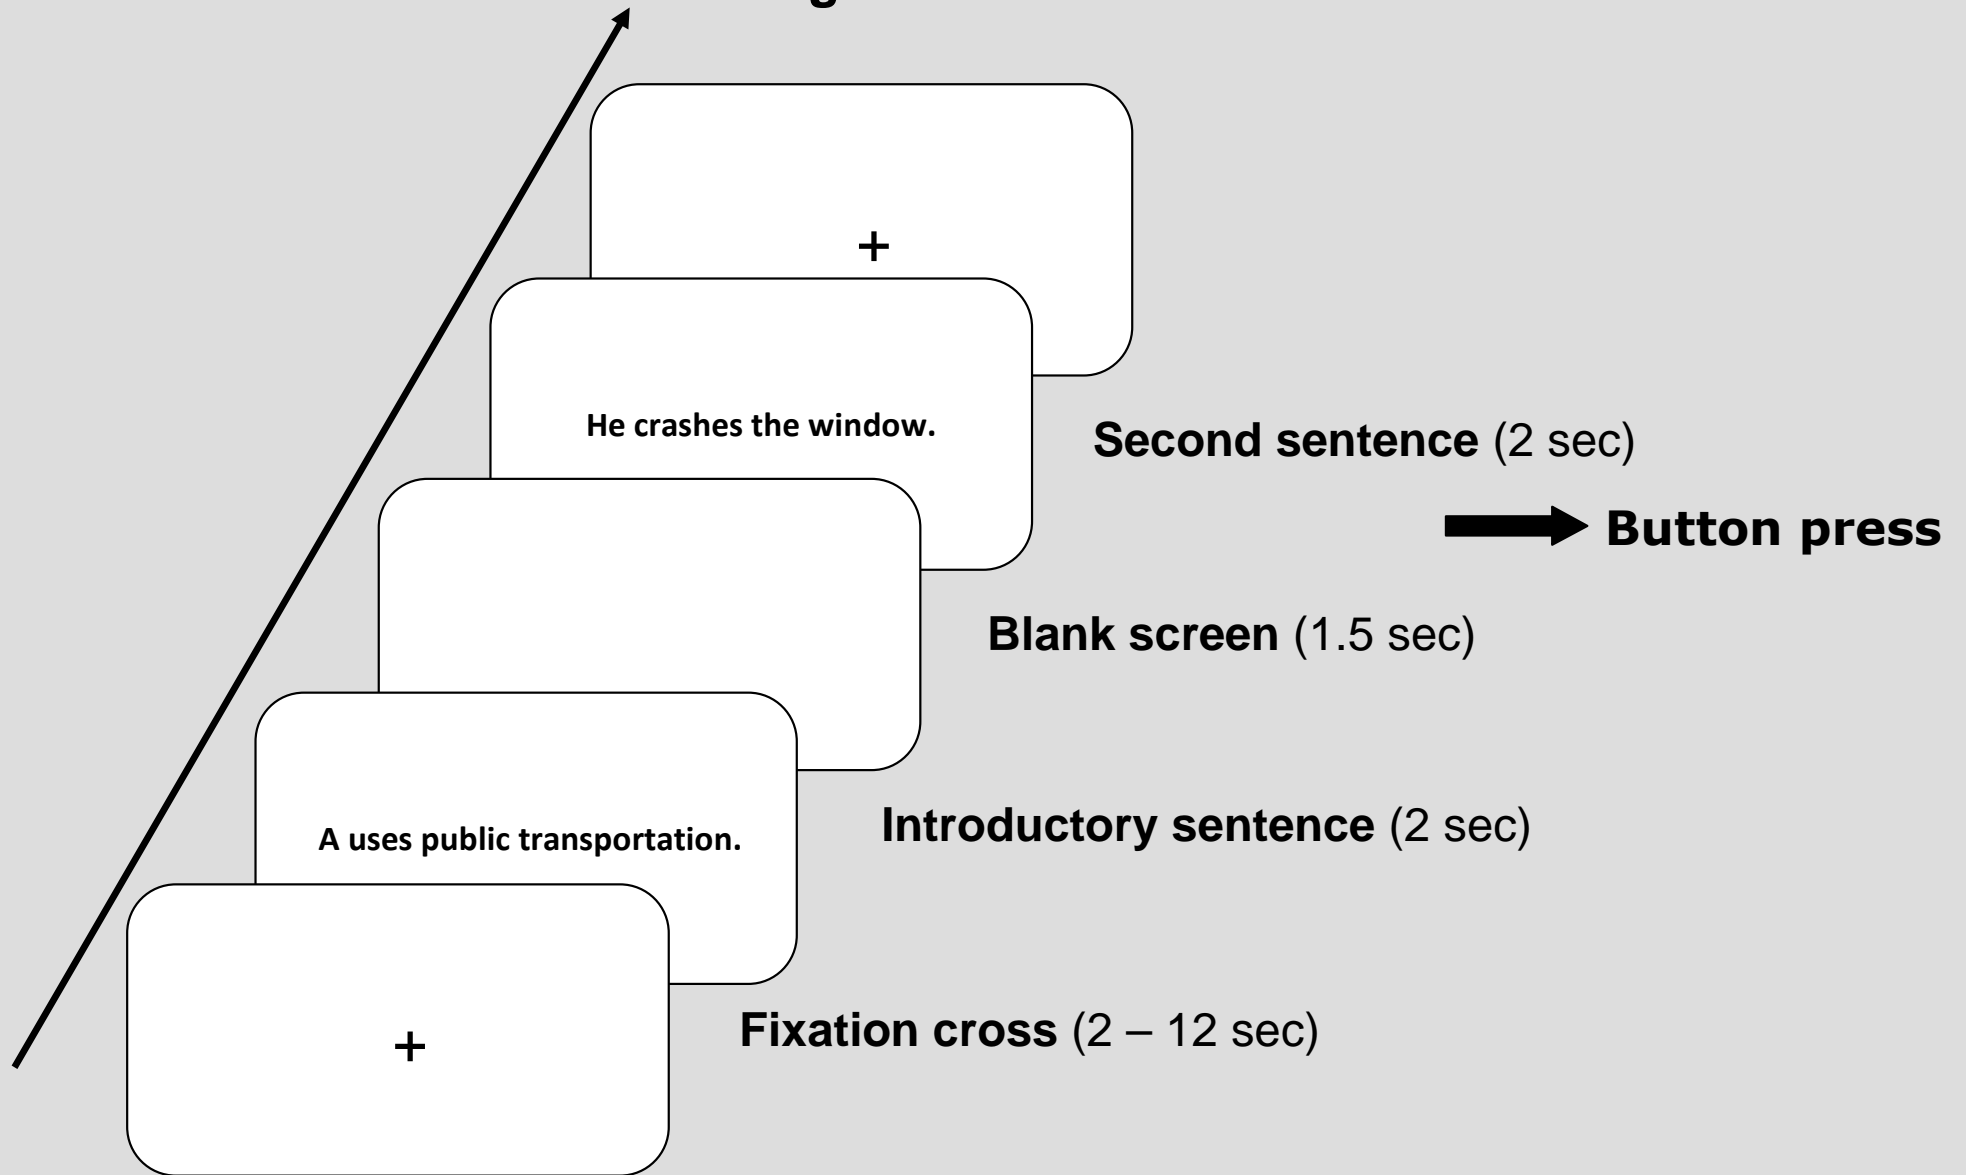 +
He crashes the window.
Second sentence (2 sec)
Button press
Blank screen (1.5 sec)
A uses public transportation.
Introductory sentence (2 sec)
+
Fixation cross (2 – 12 sec)